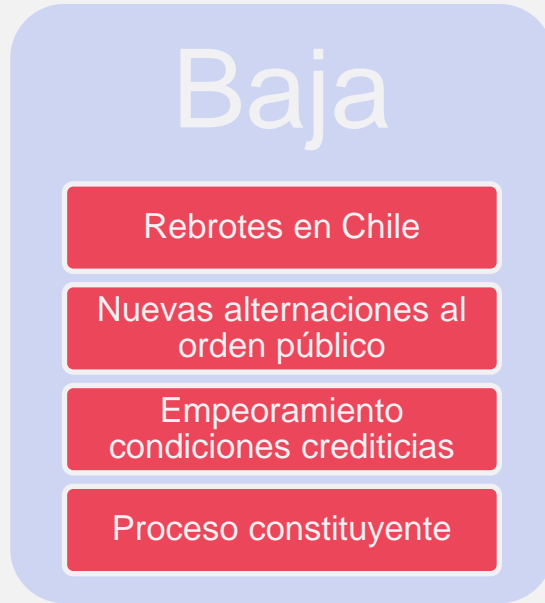 Baja
Rebrotes en Chile
Nuevas alternaciones al
orden público
Empeoramiento
condiciones crediticias
Proceso constituyente